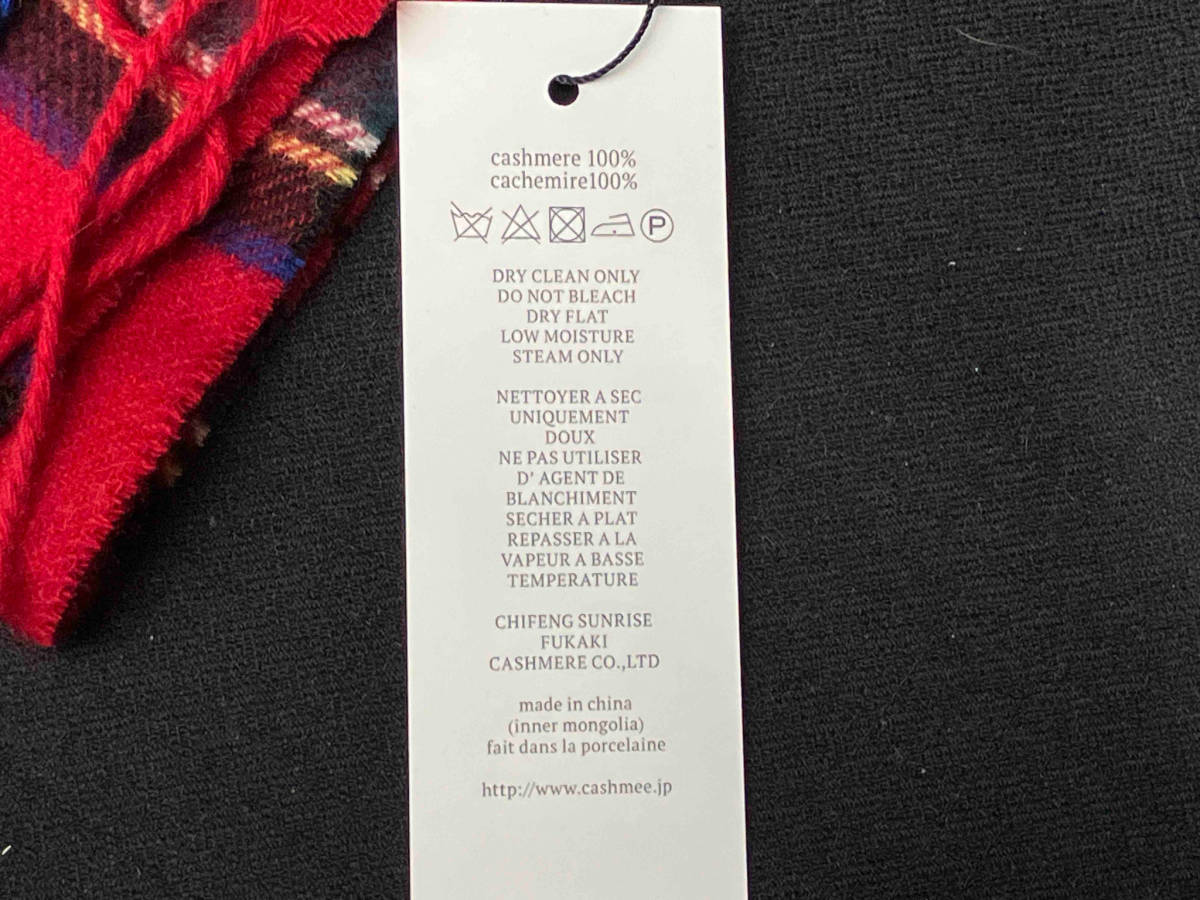 cashmere 100%
cachemire100%
P
DRY CLEAN ONLY
DO NOT BLEACH
DRY FLAT
LOW MOISTURE
STEAM ONLY
NETTOYER A SEC
UNIQUEMENT
DOUX
NE PAS UTILISER
D' AGENT DE
BLANCHIMENT
SECHER A PLAT
REPASSER A LA
VAPEUR A BASSE
TEMPERATURE
CHIFENG SUNRISE
FUKAKI
CASHMERE CO.,LTD
made in china
(inner mongolia)
fait dans la porcelaine
http://www.cashmee.jp